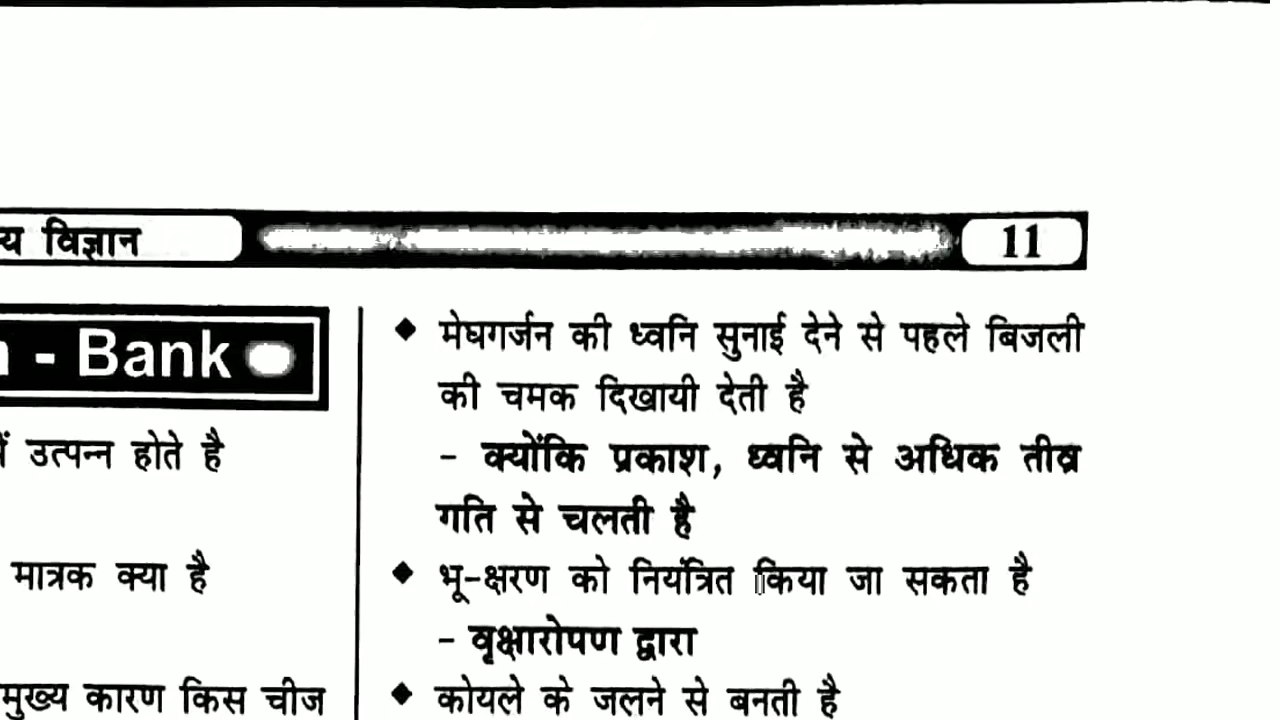 विज्ञान
11
- Bank
उत्पन्न होते है
मात्रक क्या है
मुख्य कारण किस चीज
◆ मेघगर्जन की ध्वनि सुनाई देने से पहले बिजली
की चमक दिखायी देती है
- क्योंकि प्रकाश, ध्वनि से अधिक तीव्र
गति से चलती है
◆ भू-क्षरण को नियंत्रित किया जा सकता है
- वृक्षारोपण द्वारा
◆ कोयले के जलने से बनती है